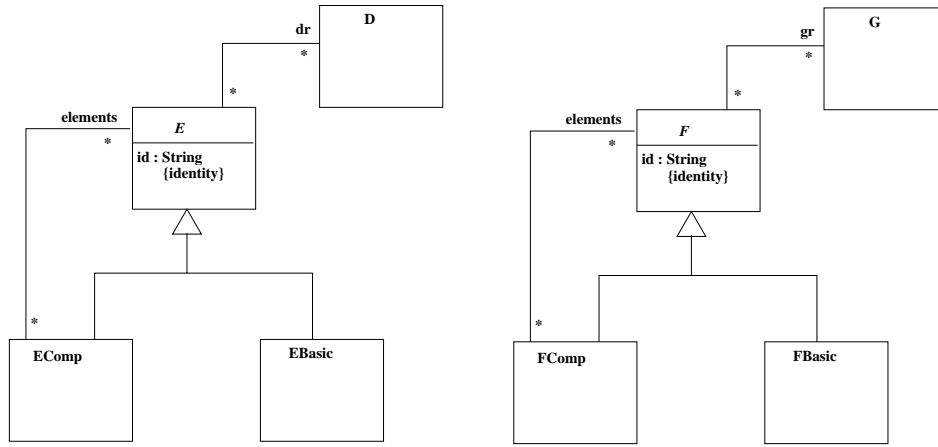 D
dr
*
*
elements
*
E
id : String
{identity}
*
EComp
EBasic
G
gr
*
*
elements
*
F
id : String
{identity}
*
FComp
FBasic